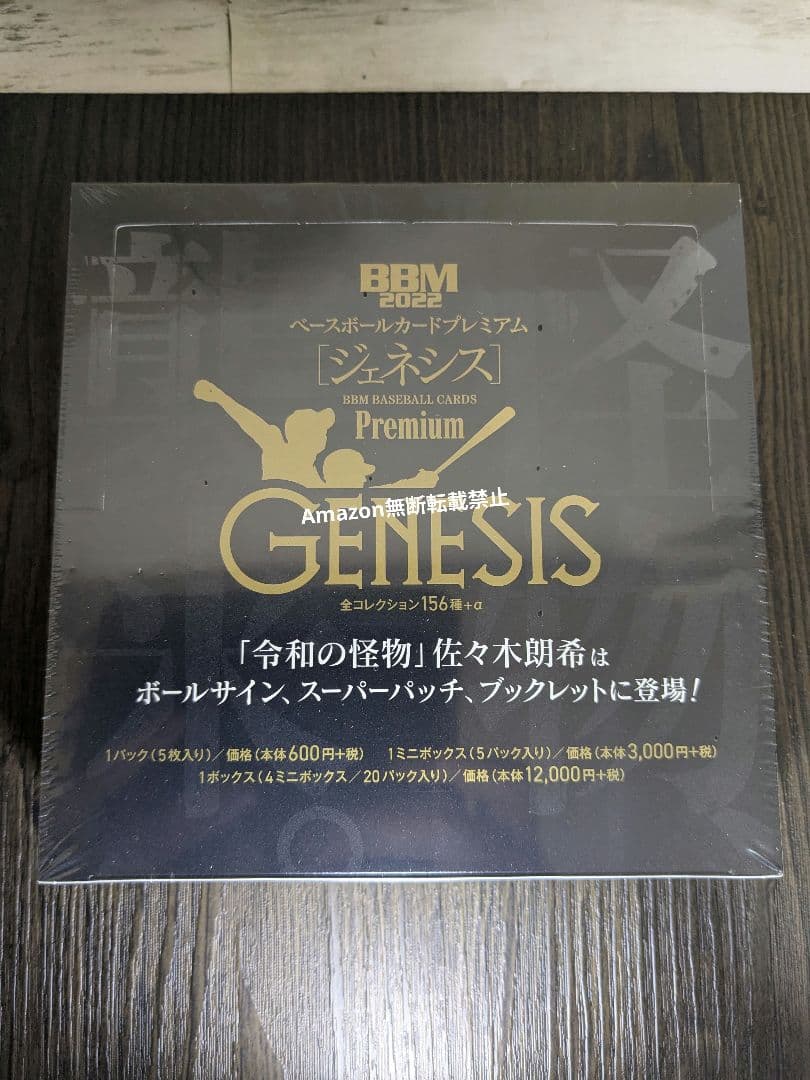 BBM
2022
ベースボールカードプレミアム
[ジェネシス]
BBM BASEBALL CARDS
Premium
GENESIS
Amazon無断転載禁止
全コレクション156種+α
「令和の怪物」佐々木朗希は
ボールサイン、スーパーパッチ、ブックレットに登場!
1パック(5枚入り)/価格(本体600円+税) 1ミニボックス(5パック入り)/価格(本体3,000円+税)
1ボックス(4ミニボックス/20パック入り)/価格(本体12,000円+税)